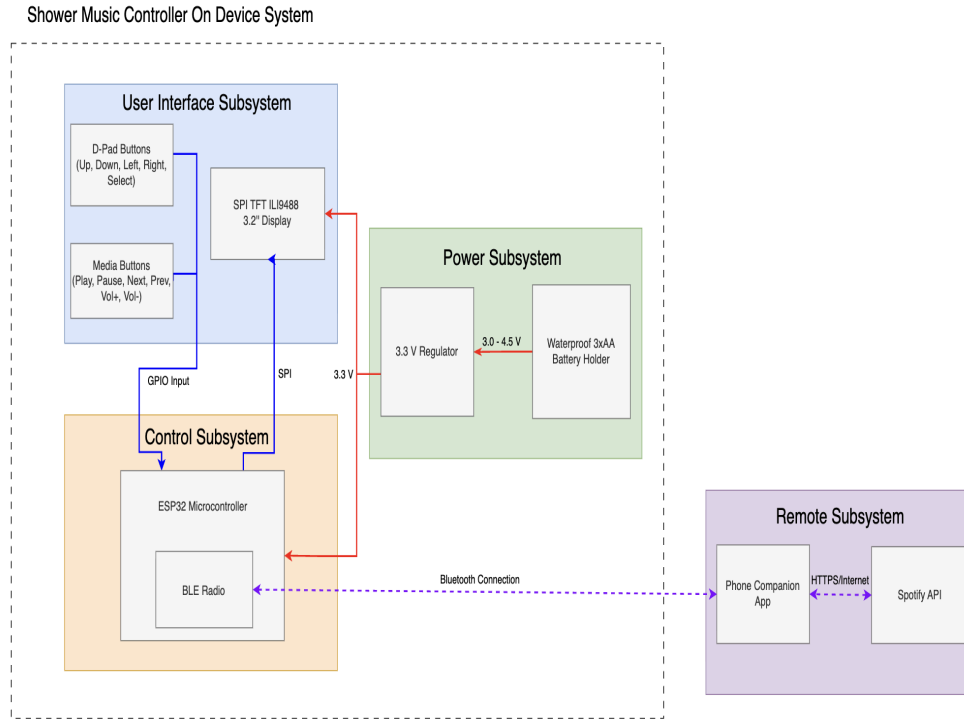 Shower Music Controller On Device System
User Interface Subsystem
D-Pad Buttons
(Up, Down, Left, Right,
Select)
SPI TFT ILI9488
3.2" Display
Media Buttons
(Play, Pause, Next, Prev,
Vol+, Vol-)
Power Subsystem
3.3 V Regulator
3.0 - 4.5 V
Waterproof 3xAA
Battery Holder
3.3 V
GPIO Input
SPI
Control Subsystem
ESP32 Microcontroller
BLE Radio
Bluetooth Connection
Remote Subsystem
Phone Companion
App
HTTPS/Internet
Spotify API